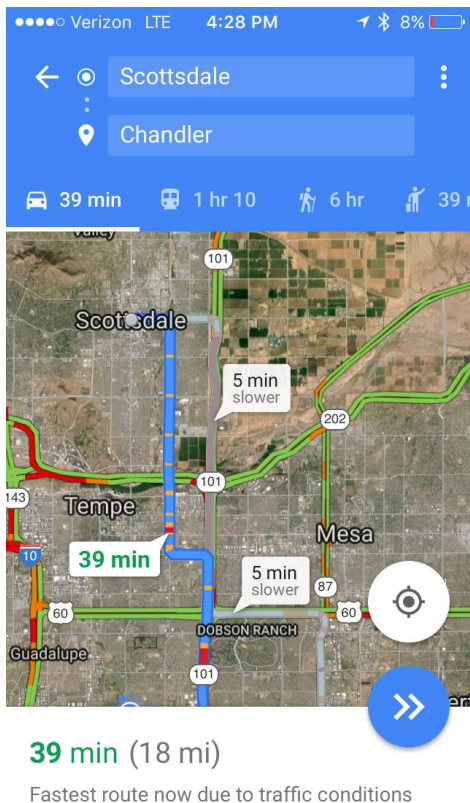 Verizon LTE 4:28 PM 8%
Scottsdale
Chandler
39 min 1 hr 10 6 hr 39
Valley
101
Scottsdale
5 min
slower
202
101
143
Tempe
Mesa
10
39 min
5 min
slower
87
60
60
DOBSON RANCH
Guadalupe
101
39 min (18 mi)
Fastest route now due to traffic conditions